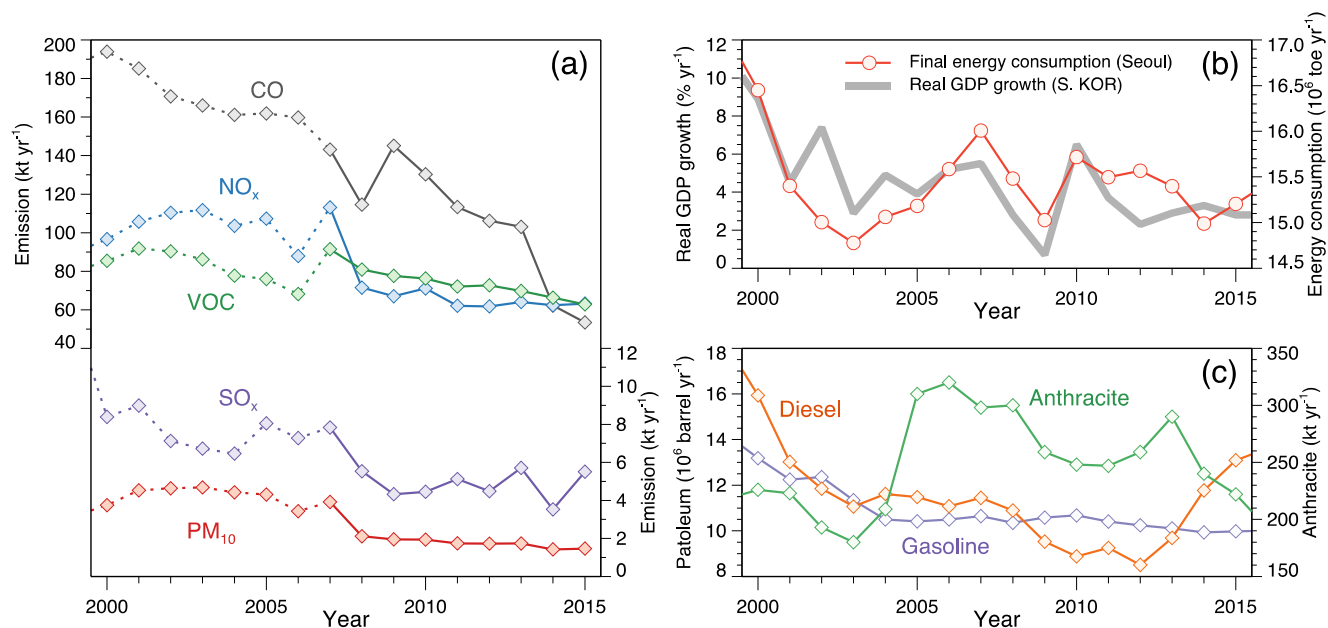 (a)
Emission (kt yr⁻¹)
200
180
160
140
120
100
80
60
40
CO
NOₓ
VOC
SOₓ
PM₁₀
12
10
8
6
4
2
0
Emission (kt yr⁻¹)
2000
2005
2010
2015
Year
(b)
Real GDP growth (% yr⁻¹)
12
10
8
6
4
2
0
Final energy consumption (Seoul)
Real GDP growth (S. KOR)
17.0
16.5
16.0
15.5
15.0
14.5
Energy consumption (10⁶ toe yr⁻¹)
2000
2005
2010
2015
Year
(c)
Patoleum (10⁶ barrel yr⁻¹)
18
16
14
12
10
8
Diesel
Anthracite
Gasoline
350
300
250
200
150
Anthracite (kt yr⁻¹)
2000
2005
2010
2015
Year